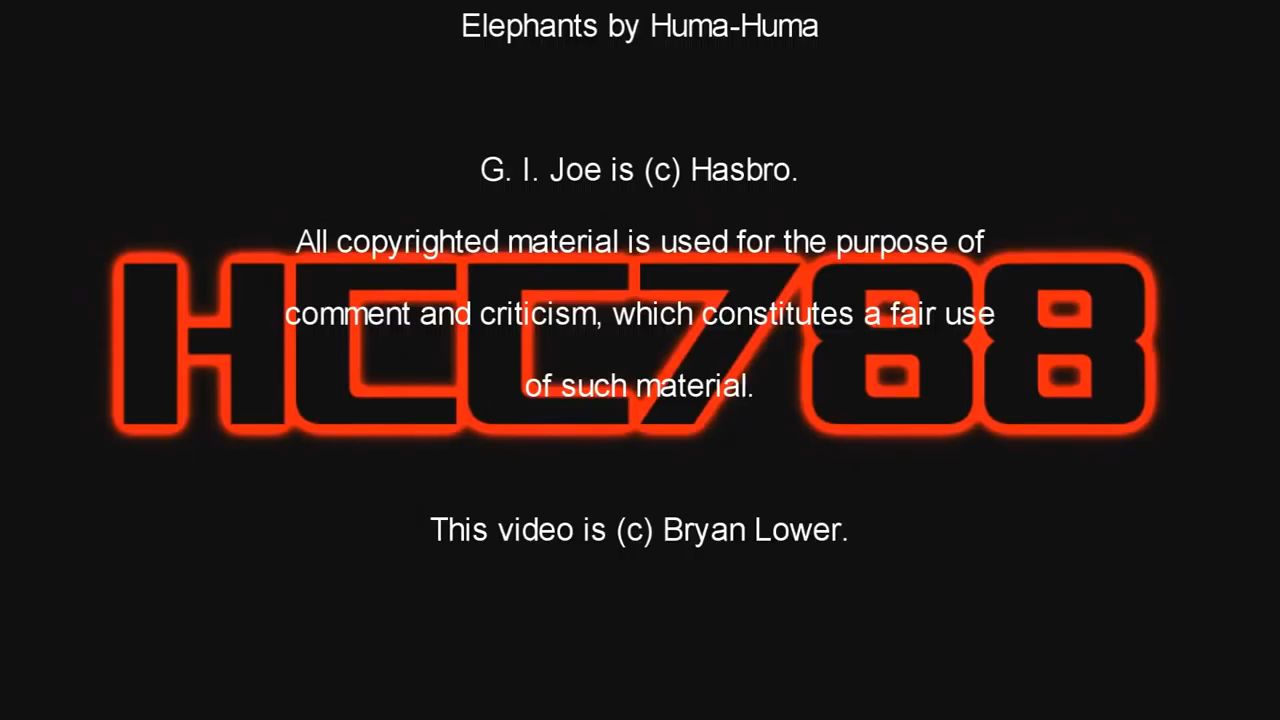 Elephants by Huma-Huma
G. I. Joe is (c) Hasbro.
All copyrighted material is used for the purpose of
HCC788
comment and criticism, which constitutes a fair use
of such material.
This video is (c) Bryan Lower.